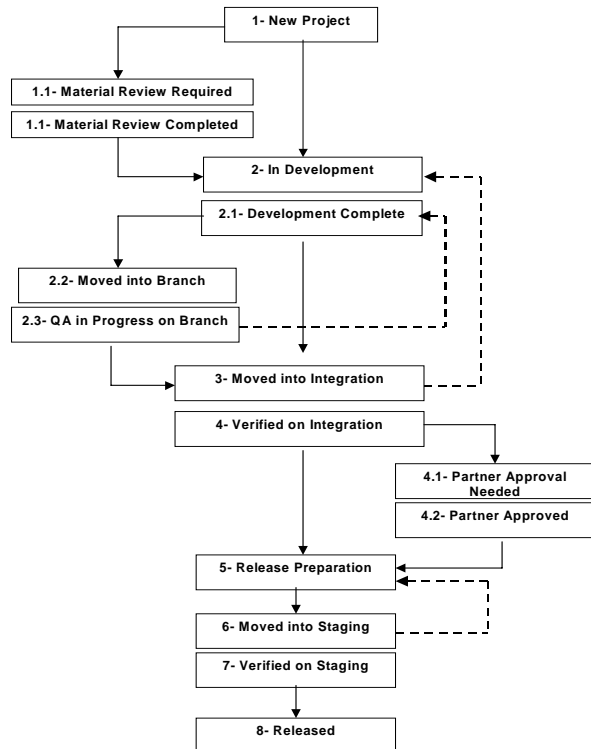 1- New Project
1.1- Material Review Required
1.1- Material Review Completed
2- In Development
2.1- Development Complete
2.2- Moved into Branch
2.3- QA in Progress on Branch
3- Moved into Integration
4- Verified on Integration
4.1- Partner Approval
Needed
4.2- Partner Approved
5- Release Preparation
6- Moved into Staging
7- Verified on Staging
8- Released